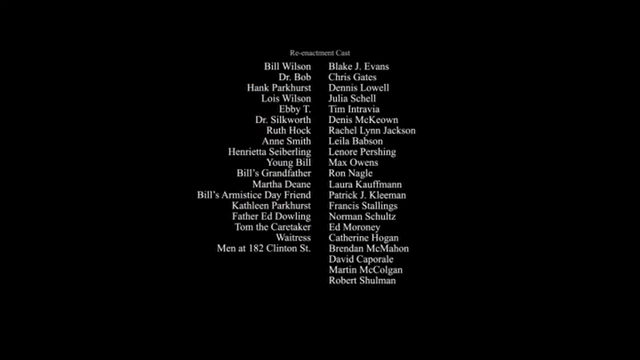 Re-enactment Cast
Bill Wilson Blake J. Evans
Dr. Bob Chris Gates
Hank Parkhurst Dennis Lowell
Lois Wilson Julia Schell
Ebby T. Tim Intravia
Dr. Silkworth Denis McKeown
Ruth Hock Rachel Lynn Jackson
Anne Smith Leila Babson
Henrietta Seiberling Lenore Pershing
Young Bill Max Owens
Bill's Grandfather Ron Nagle
Martha Deane Laura Kauffmann
Bill's Armistice Day Friend Patrick J. Kleeman
Kathleen Parkhurst Francis Stallings
Father Ed Dowling Norman Schultz
Tom the Caretaker Ed Moroney
Waitress Catherine Hogan
Men at 182 Clinton St. Brendan McMahon
David Caporale
Martin McColgan
Robert Shulman